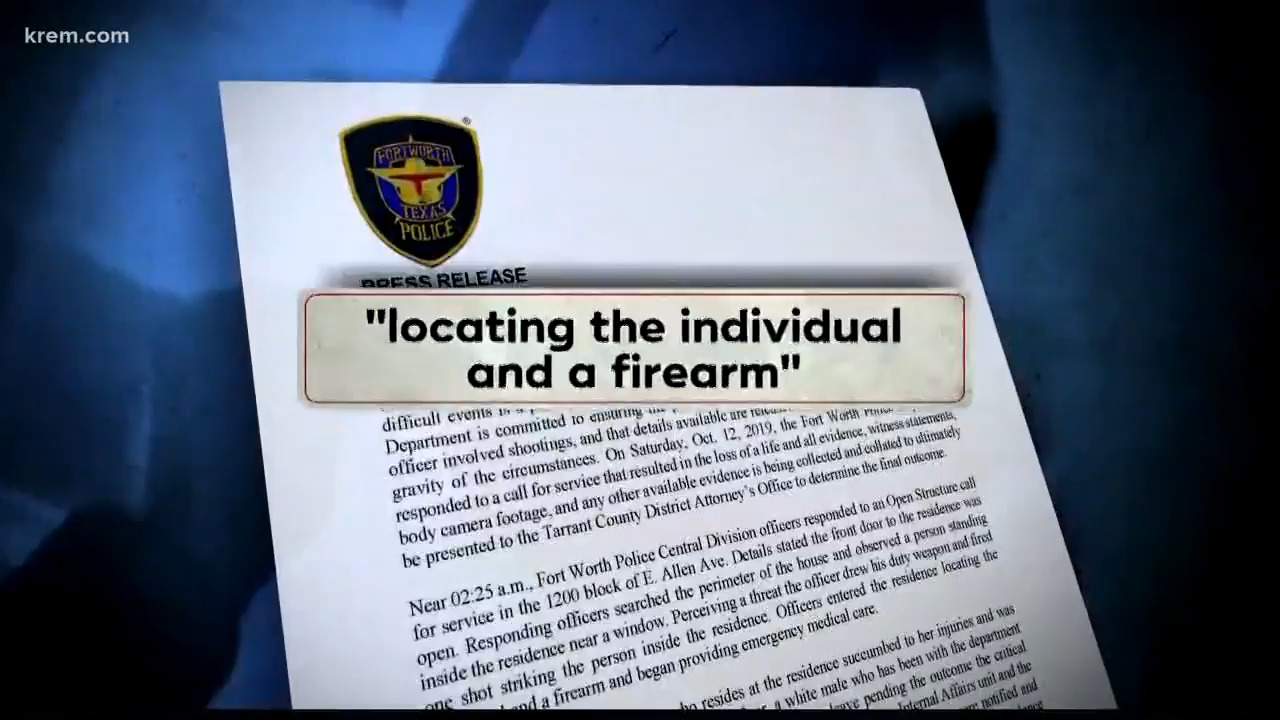 krem.com
FORT WORTH
TEXAS
POLICE
®
PRESS RELEASE
"locating the individual
and a firearm"
difficult events is a
Department is committed to ensuring
officer involved shootings, and that details available are
gravity of the circumstances. On Saturday, Oct. 12, 2019, the Fort Worth
responded to a call for service that resulted in the loss of a life and all evidence, witness statements,
body camera footage, and any other available evidence is being collected and collated to ultimately
be presented to the Tarrant County District Attorney's Office to determine the final outcome.
Near 02:25 a.m., Fort Worth Police Central Division officers responded to an Open Structure call
for service in the 1200 block of E. Allen Ave. Details stated the front door to the residence was
open. Responding officers searched the perimeter of the house and observed a person standing
inside the residence near a window. Perceiving a threat the officer drew his duty weapon and fired
one shot striking the person inside the residence. Officers entered the residence locating the
and a firearm and began providing emergency medical care.
resides at the residence succumbed to her injuries and was
a white male who has been with the department
leave pending the outcome the critical
Internal Affairs unit and the
were notified and